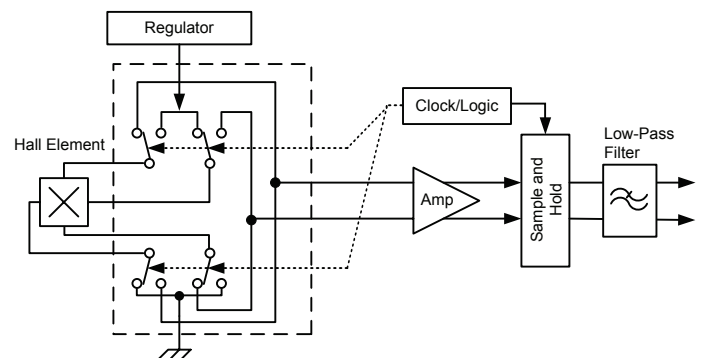 Regulator
Clock/Logic
Hall Element
Amp
Sample and
Hold
Low-Pass
Filter